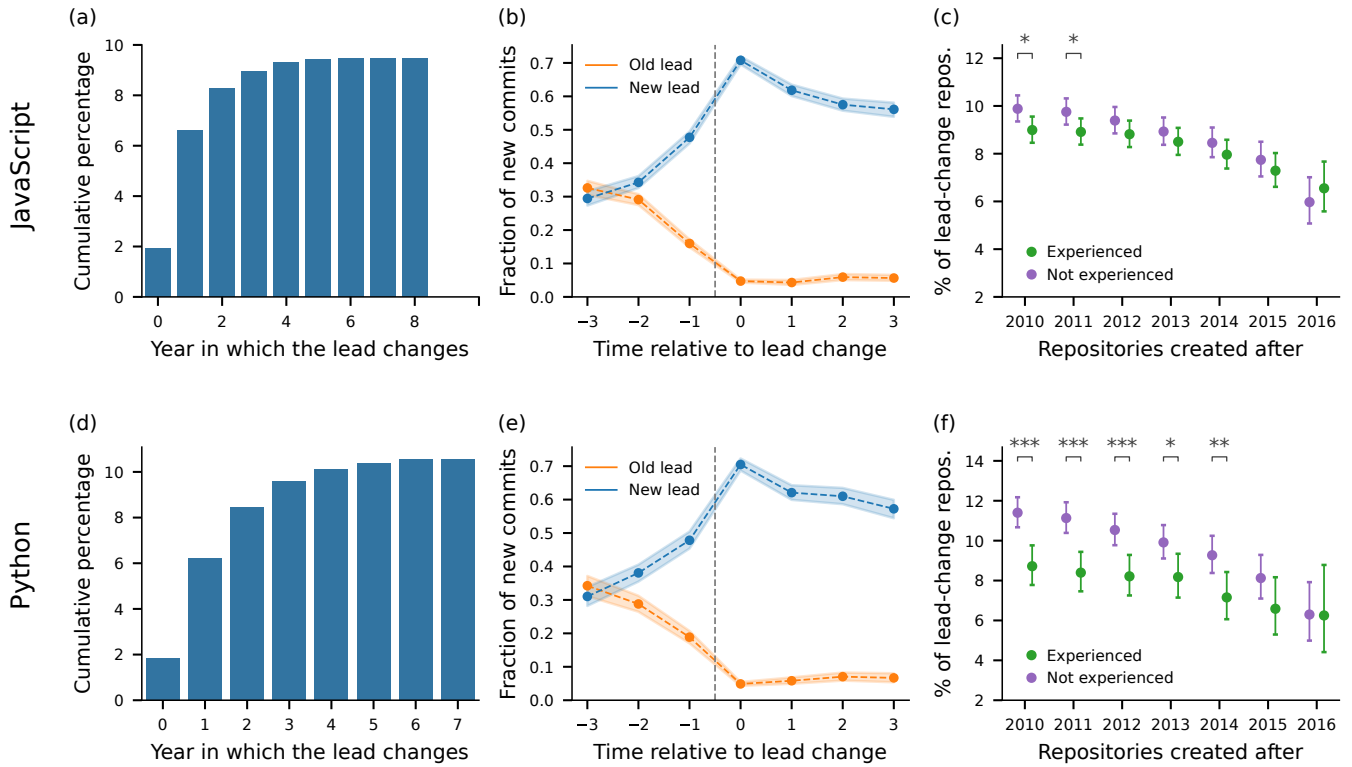 JavaScript
(a)
Cumulative percentage
10
8
6
4
2
0
0 2 4 6 8
Year in which the lead changes
(b)
Fraction of new commits
0.7
0.6
0.5
0.4
0.3
0.2
0.1
0.0
Old lead
New lead
−3 −2 −1 0 1 2 3
Time relative to lead change
(c)
% of lead-change repos.
12
10
8
6
4
2
* *
Experienced
Not experienced
2010 2011 2012 2013 2014 2015 2016
Repositories created after
Python
(d)
Cumulative percentage
10
8
6
4
2
0
0 1 2 3 4 5 6 7
Year in which the lead changes
(e)
Fraction of new commits
0.7
0.6
0.5
0.4
0.3
0.2
0.1
0.0
Old lead
New lead
−3 −2 −1 0 1 2 3
Time relative to lead change
(f)
% of lead-change repos.
14
12
10
8
6
4
2
*** *** *** * **
Experienced
Not experienced
2010 2011 2012 2013 2014 2015 2016
Repositories created after